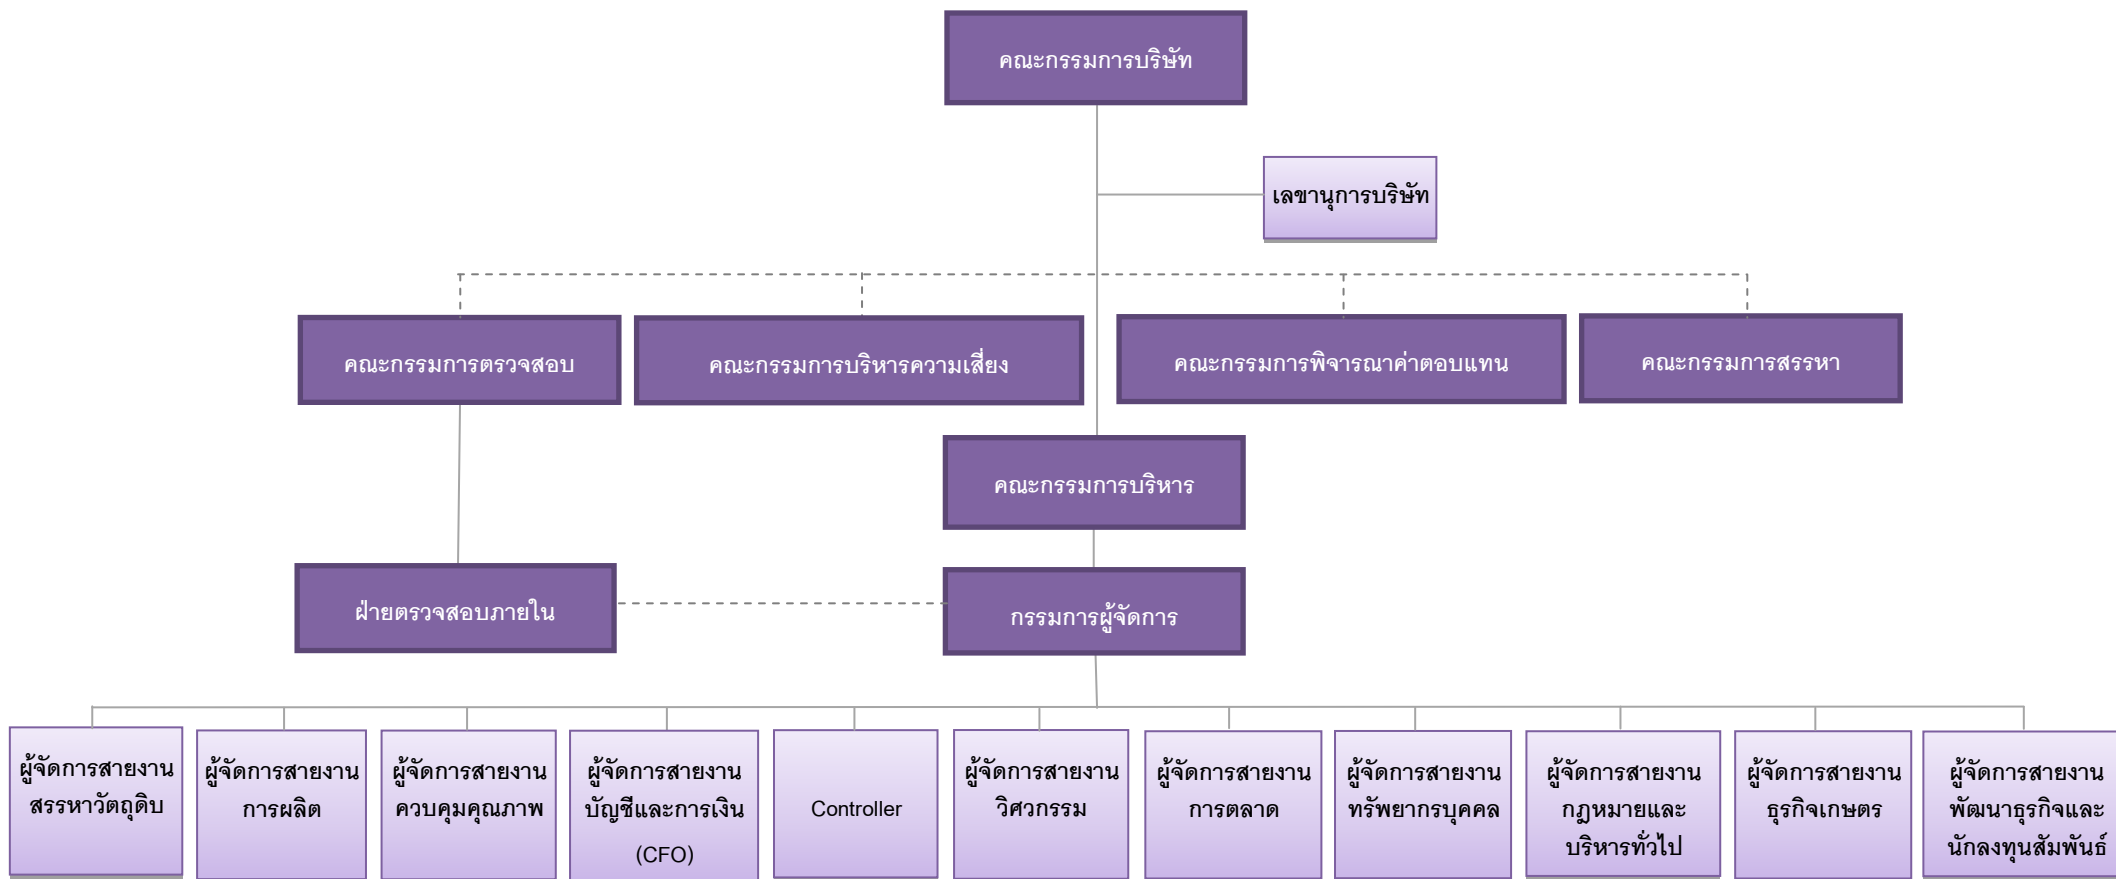 คณะกรรมการบริษัท
เลขานุการบริษัท
คณะกรรมการตรวจสอบ
คณะกรรมการบริหารความเสี่ยง
คณะกรรมการพิจารณาค่าตอบแทน
คณะกรรมการสรรหา
คณะกรรมการบริหาร
ฝ่ายตรวจสอบภายใน
กรรมการผู้จัดการ
ผู้จัดการสายงาน
สรรหาวัตถุดิบ
ผู้จัดการสายงาน
การผลิต
ผู้จัดการสายงาน
ควบคุมคุณภาพ
ผู้จัดการสายงาน
บัญชีและการเงิน
(CFO)
Controller
ผู้จัดการสายงาน
วิศวกรรม
ผู้จัดการสายงาน
การตลาด
ผู้จัดการสายงาน
ทรัพยากรบุคคล
ผู้จัดการสายงาน
กฎหมายและ
บริหารทั่วไป
ผู้จัดการสายงาน
ธุรกิจเกษตร
ผู้จัดการสายงาน
พัฒนาธุรกิจและ
นักลงทุนสัมพันธ์